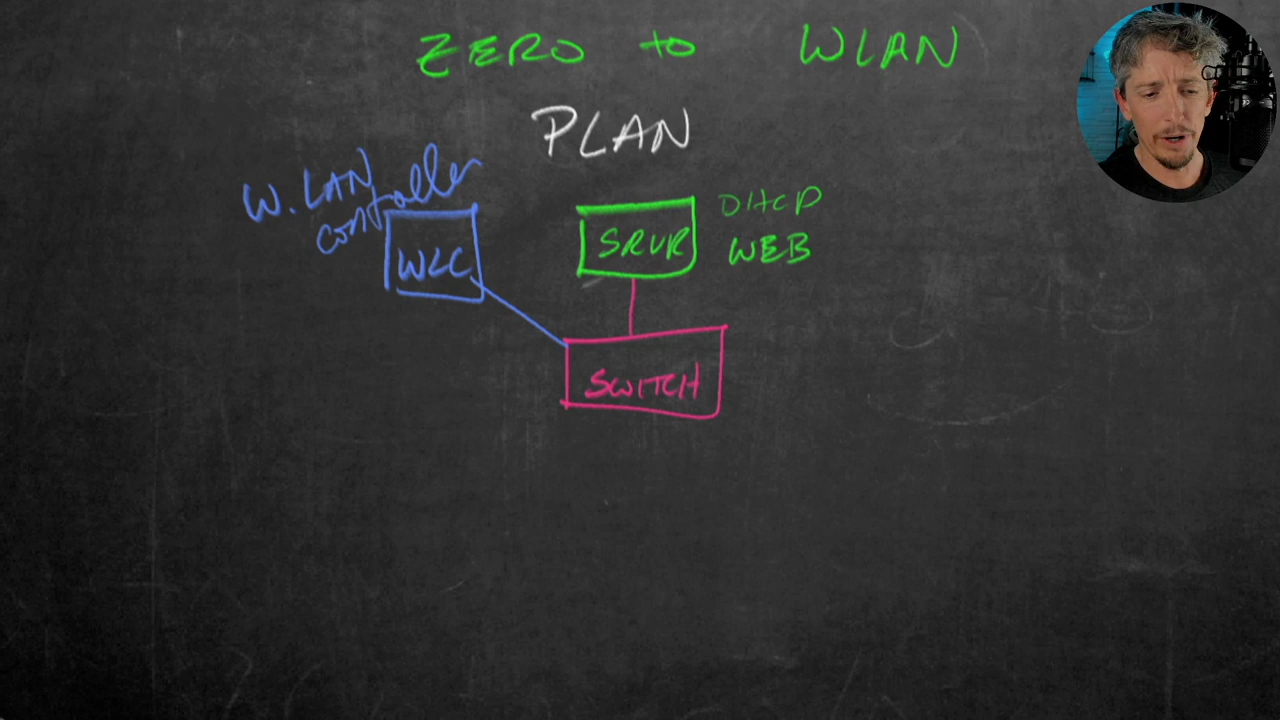 ZERO to WLAN
PLAN
W. LAN
controller
WLC
SRVR
DHCP
WEB
SWITCH